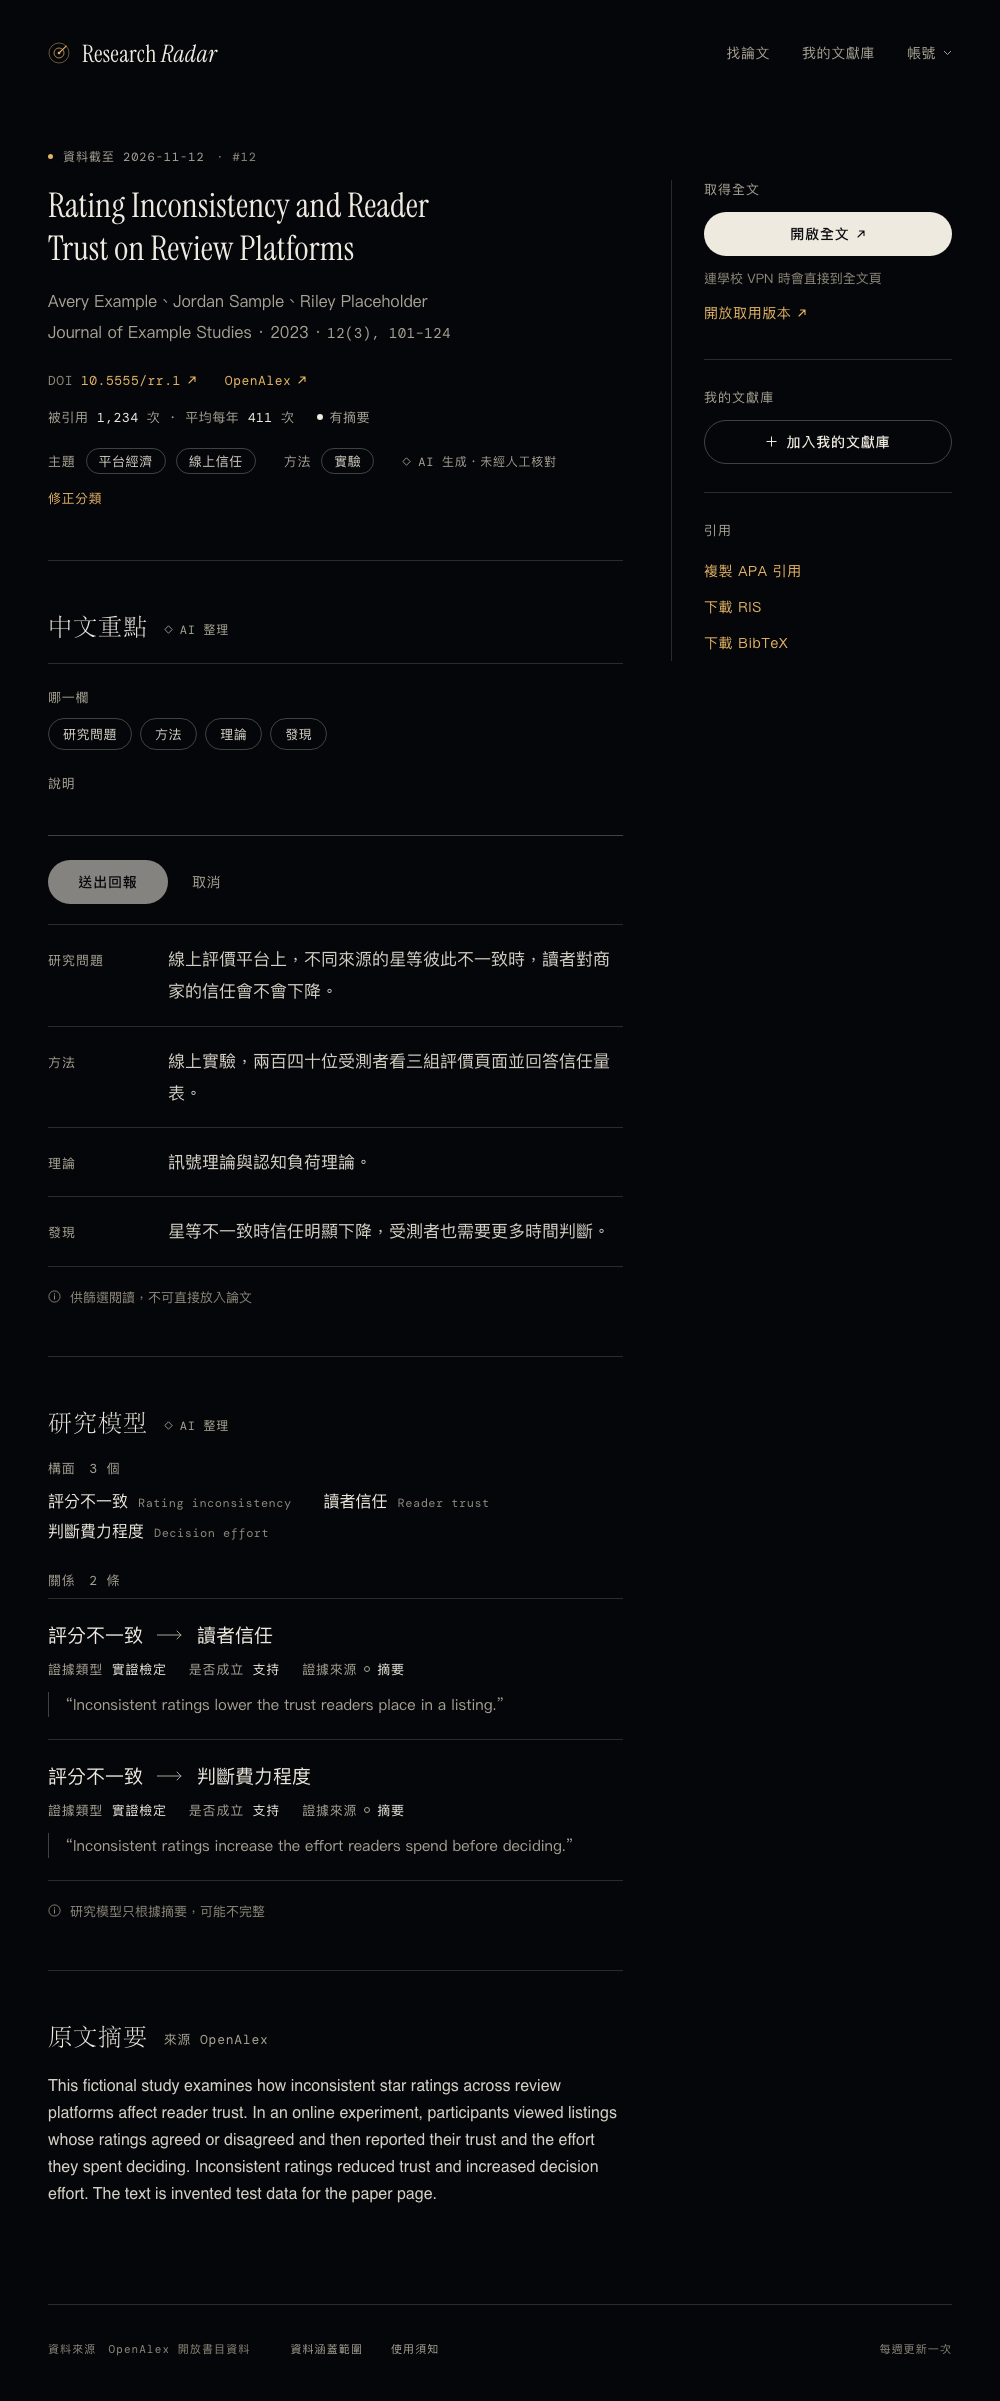 Research Radar
找論文 我的文獻庫 帳號
資料截至 2026-11-12 · #12
Rating Inconsistency and Reader
Trust on Review Platforms
Avery Example、Jordan Sample、Riley Placeholder
Journal of Example Studies · 2023 · 12(3), 101-124
DOI 10.5555/rr.1 ↗ OpenAlex ↗
被引用 1,234 次 · 平均每年 411 次 有摘要
主題 平台經濟 線上信任 方法 實驗 ◇ AI 生成·未經人工核對
修正分類
取得全文
開啟全文 ↗
連學校 VPN 時會直接到全文頁
開放取用版本 ↗
我的文獻庫
+ 加入我的文獻庫
引用
複製 APA 引用
下載 RIS
下載 BibTeX
中文重點 ◇ AI 整理
哪一欄
研究問題 方法 理論 發現
說明
送出回報 取消
研究問題 線上評價平台上，不同來源的星等彼此不一致時，讀者對商
家的信任會不會下降。
方法 線上實驗，兩百四十位受測者看三組評價頁面並回答信任量
表。
理論 訊號理論與認知負荷理論。
發現 星等不一致時信任明顯下降，受測者也需要更多時間判斷。
供篩選閱讀，不可直接放入論文
研究模型 ◇ AI 整理
構面 3 個
評分不一致 Rating inconsistency 讀者信任 Reader trust
判斷費力程度 Decision effort
關係 2 條
評分不一致 → 讀者信任
證據類型 實證檢定 是否成立 支持 證據來源 摘要
“Inconsistent ratings lower the trust readers place in a listing.”
評分不一致 → 判斷費力程度
證據類型 實證檢定 是否成立 支持 證據來源 摘要
“Inconsistent ratings increase the effort readers spend before deciding.”
研究模型只根據摘要，可能不完整
原文摘要 來源 OpenAlex
This fictional study examines how inconsistent star ratings across review
platforms affect reader trust. In an online experiment, participants viewed listings
whose ratings agreed or disagreed and then reported their trust and the effort
they spent deciding. Inconsistent ratings reduced trust and increased decision
effort. The text is invented test data for the paper page.
資料來源 OpenAlex 開放書目資料 資料涵蓋範圍 使用須知 每週更新一次